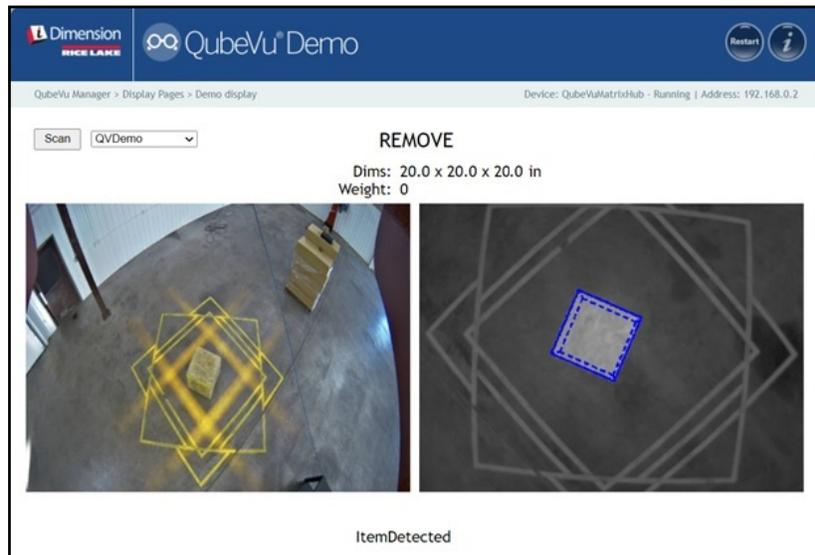 iDimension
RICE LAKE
QubeVu® Demo
Restart
i
QubeVu Manager > Display Pages > Demo display
Device: QubeVuMatrixHub - Running | Address: 192.168.0.2
Scan
QVDemo
REMOVE
Dims: 20.0 x 20.0 x 20.0 in
Weight: 0
ItemDetected